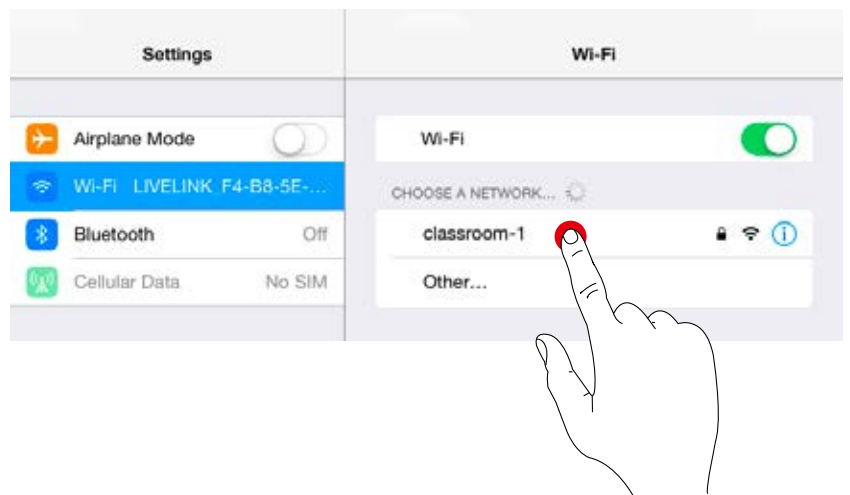 Settings
Airplane Mode
Wi-Fi LIVELINK F4-B8-5E-...
Bluetooth Off
Cellular Data No SIM
Wi-Fi
Wi-Fi
CHOOSE A NETWORK...
classroom-1
Other...